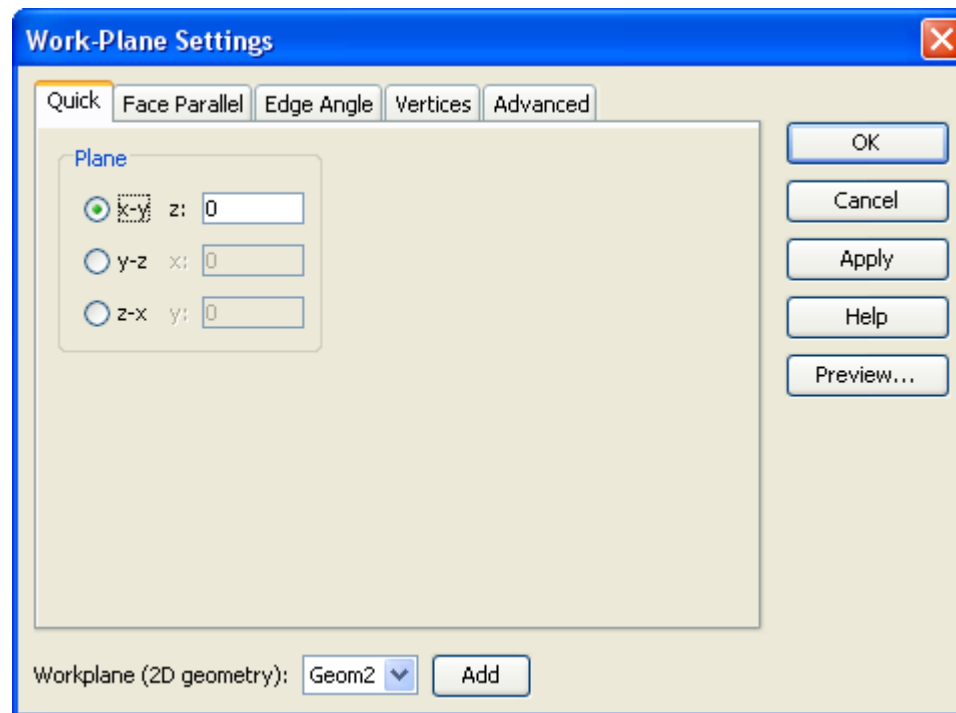 Work-Plane Settings
Quick Face Parallel Edge Angle Vertices Advanced
Plane
x-y z: 0
y-z x: 0
z-x y: 0
OK
Cancel
Apply
Help
Preview...
Workplane (2D geometry): Geom2 Add